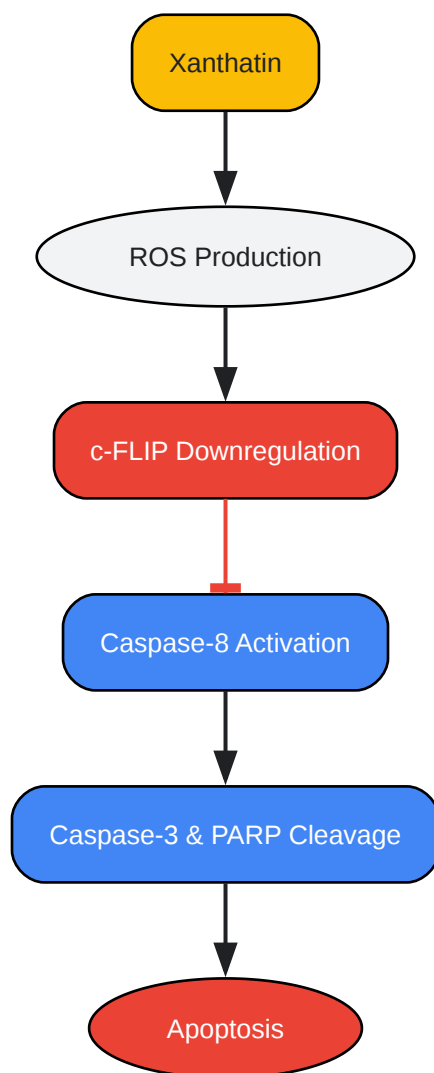 Xanthatin
ROS Production
c-FLIP Downregulation
Caspase-8 Activation
Caspase-3 & PARP Cleavage
Apoptosis